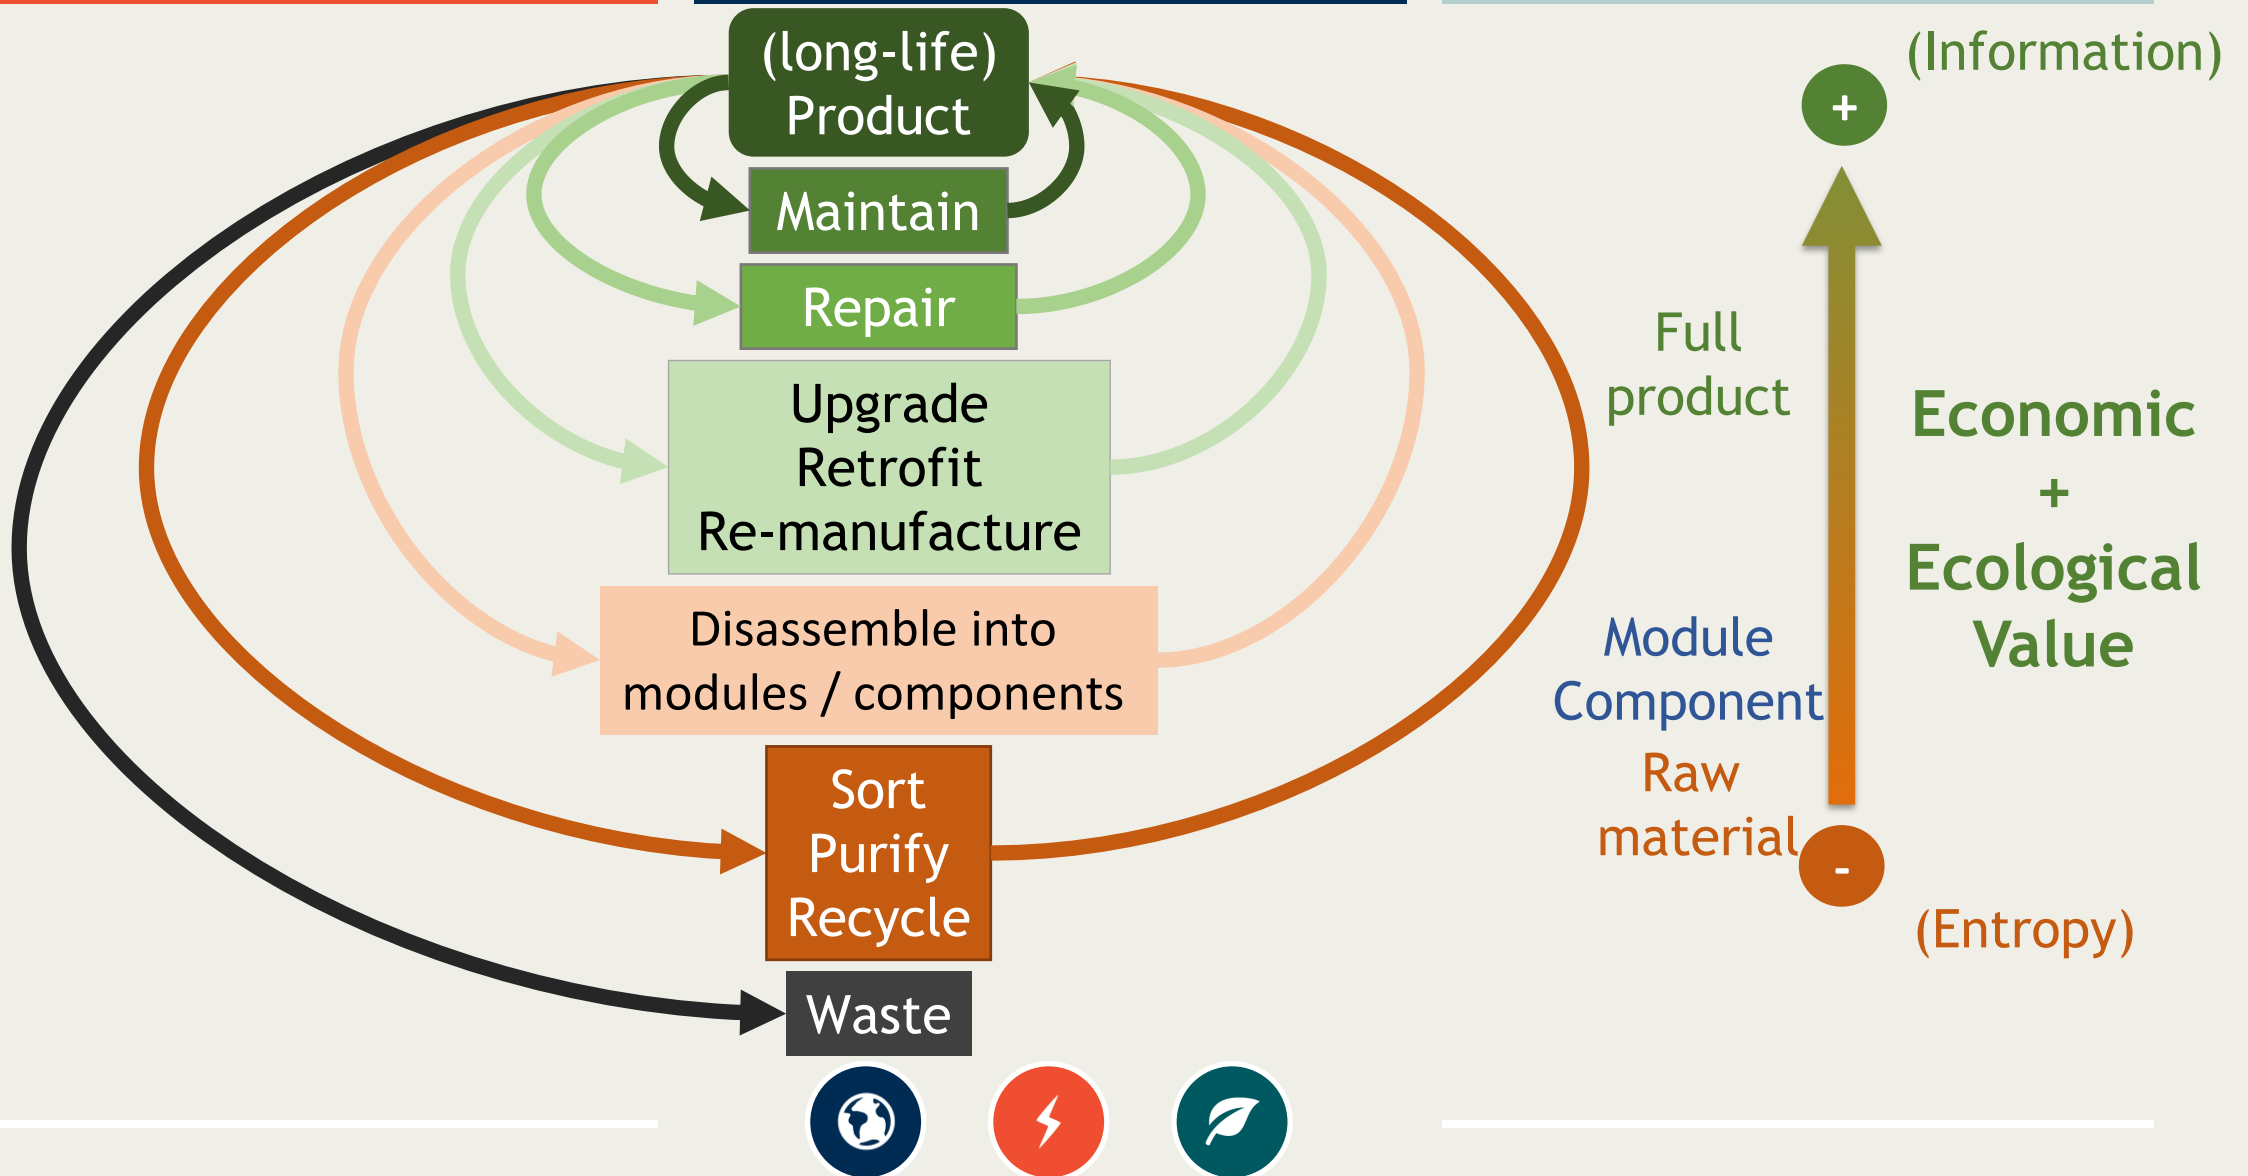 (long-life)
Product
Maintain
Repair
Upgrade
Retrofit
Re-manufacture
Disassemble into
modules / components
Sort
Purify
Recycle
Waste
(Information)
+
Full
product
Economic
+
Ecological
Value
Module
Component
Raw
material
-
(Entropy)